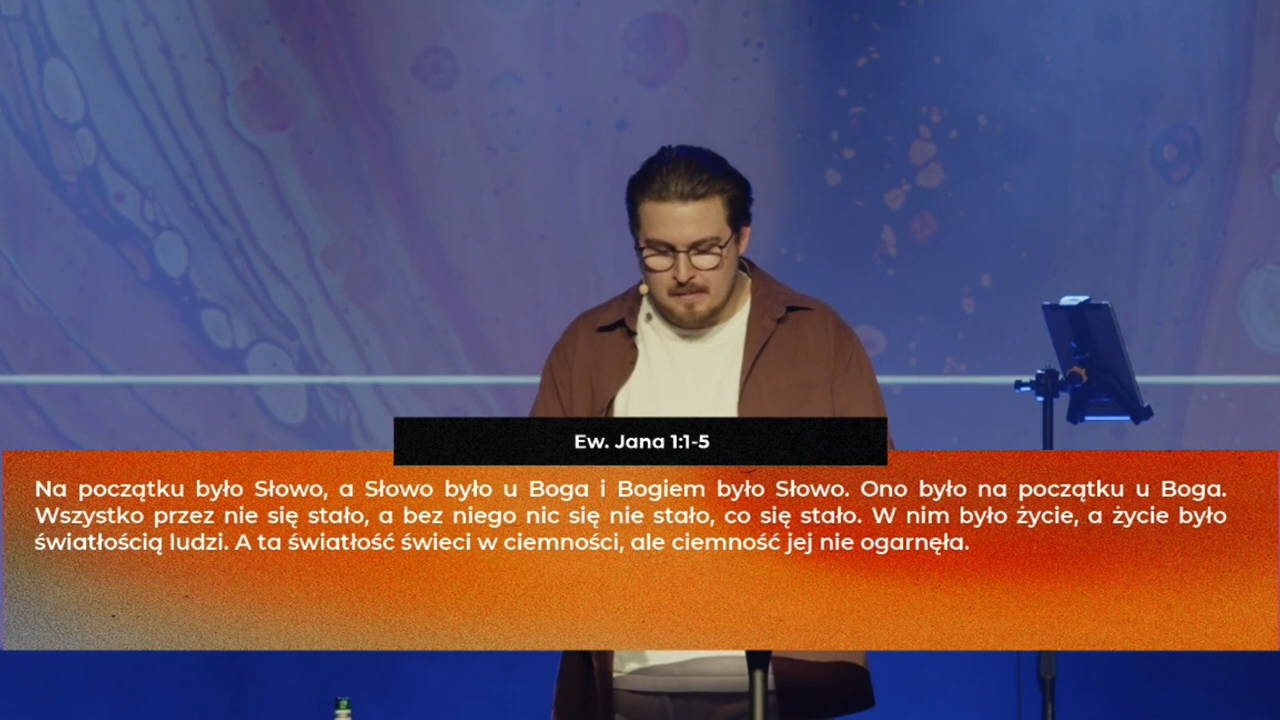 Ew. Jana 1:1-5
Na początku było Słowo, a Słowo było u Boga i Bogiem było Słowo. Ono było na początku u Boga.
Wszystko przez nie się stało, a bez niego nic się nie stało, co się stało. W nim było życie, a życie było
światłością ludzi. A ta światłość świeci w ciemności, ale ciemność jej nie ogarnęła.